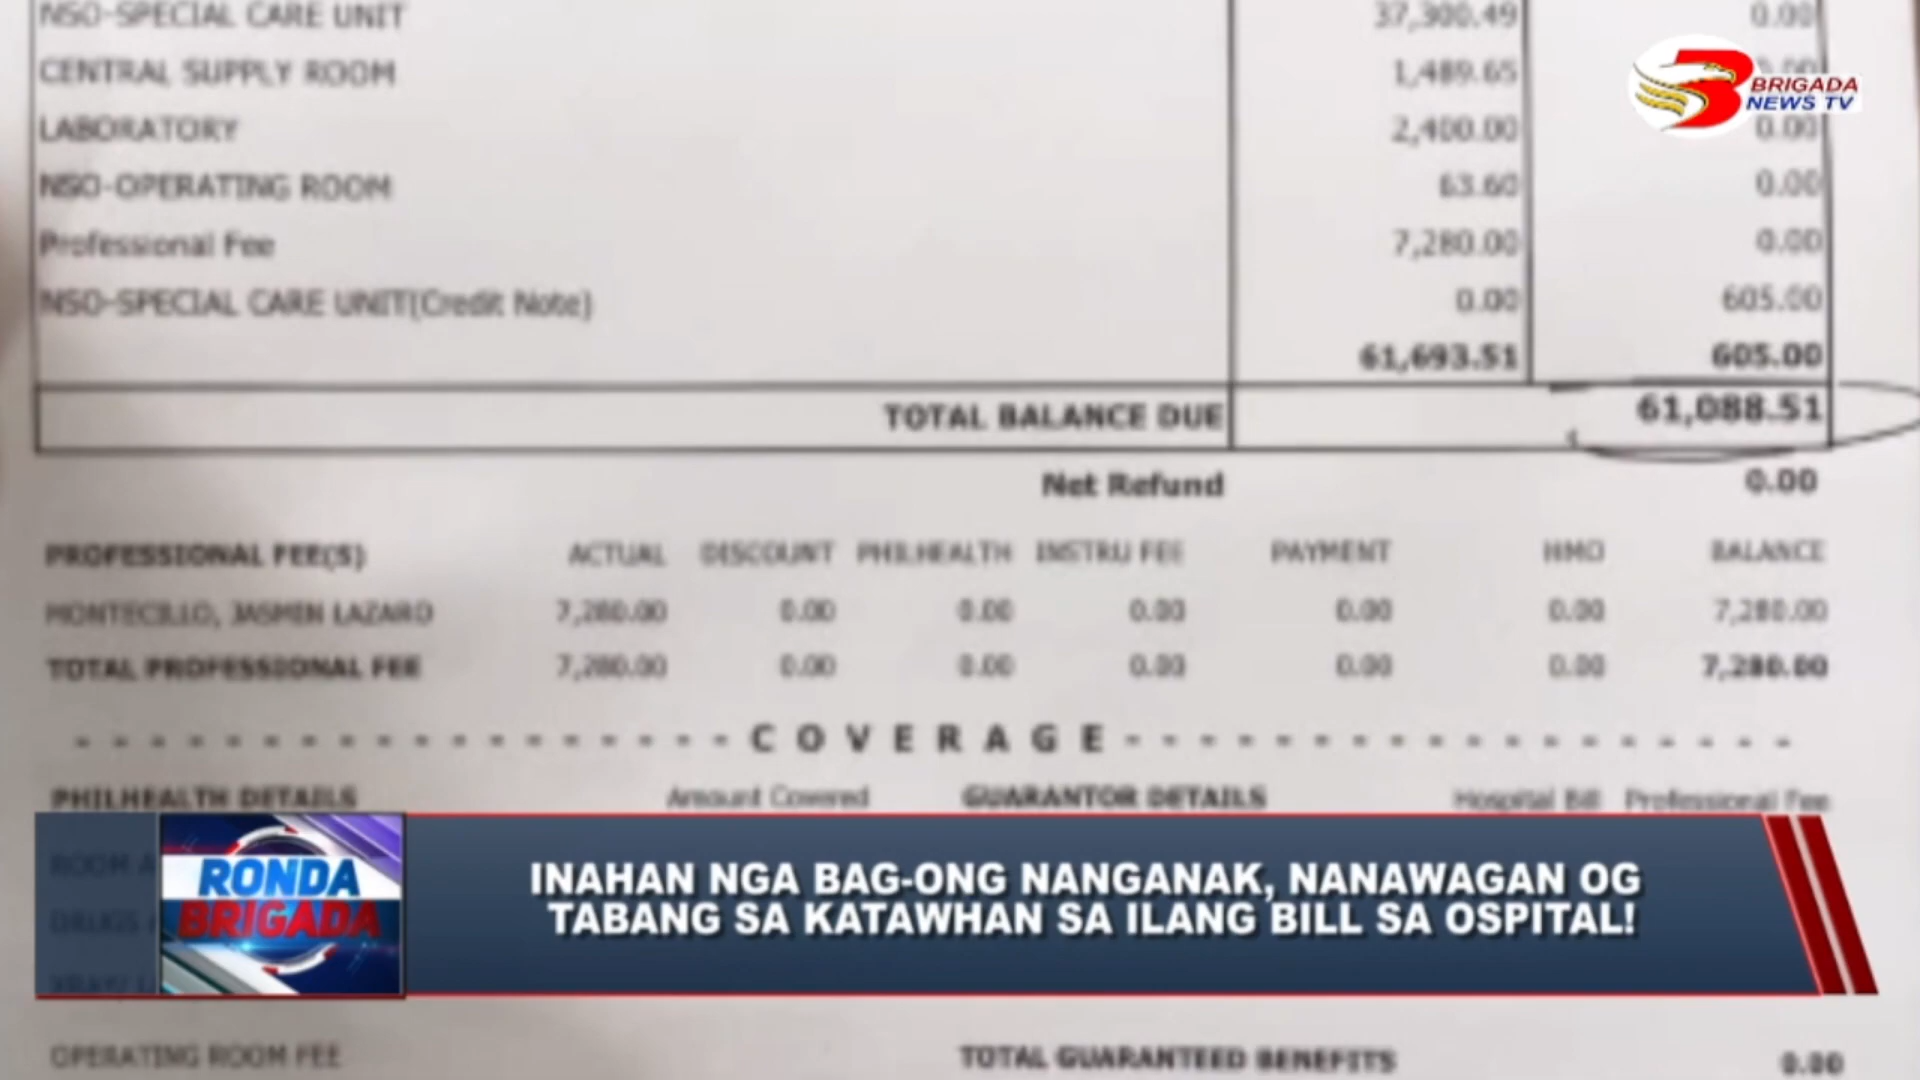 NSO-SPECIAL CARE UNIT 37,300.49 0.00
CENTRAL SUPPLY ROOM 1,489.65
BRIGADA
NEWS TV
LABORATORY 2,400.00 0.00
NSO-OPERATING ROOM 63.60 0.00
Professional Fee 7,280.00 0.00
NSO-SPECIAL CARE UNIT(Credit Note) 0.00 605.00
61,693.51 605.00
TOTAL BALANCE DUE 61,088.51
Net Refund 0.00
PROFESSIONAL FEE(S) ACTUAL DISCOUNT PHILHEALTH INSTRU FEE PAYMENT HMO BALANCE
MONTECILLO, JASMIN LAZARO 7,280.00 0.00 0.00 0.00 0.00 0.00 7,280.00
TOTAL PROFESSIONAL FEE 7,280.00 0.00 0.00 0.00 0.00 0.00 7,280.00
COVERAGE
PHILHEALTH DETAILS Amount Covered GUARANTOR DETAILS Hospital Bill Professional Fee
ROOM
DRUGS
XRAY/
RONDA
BRIGADA
INAHAN NGA BAG-ONG NANGANAK, NANAWAGAN OG
TABANG SA KATAWHAN SA ILANG BILL SA OSPITAL!
OPERATING ROOM FEE TOTAL GUARANTEED BENEFITS 0.00